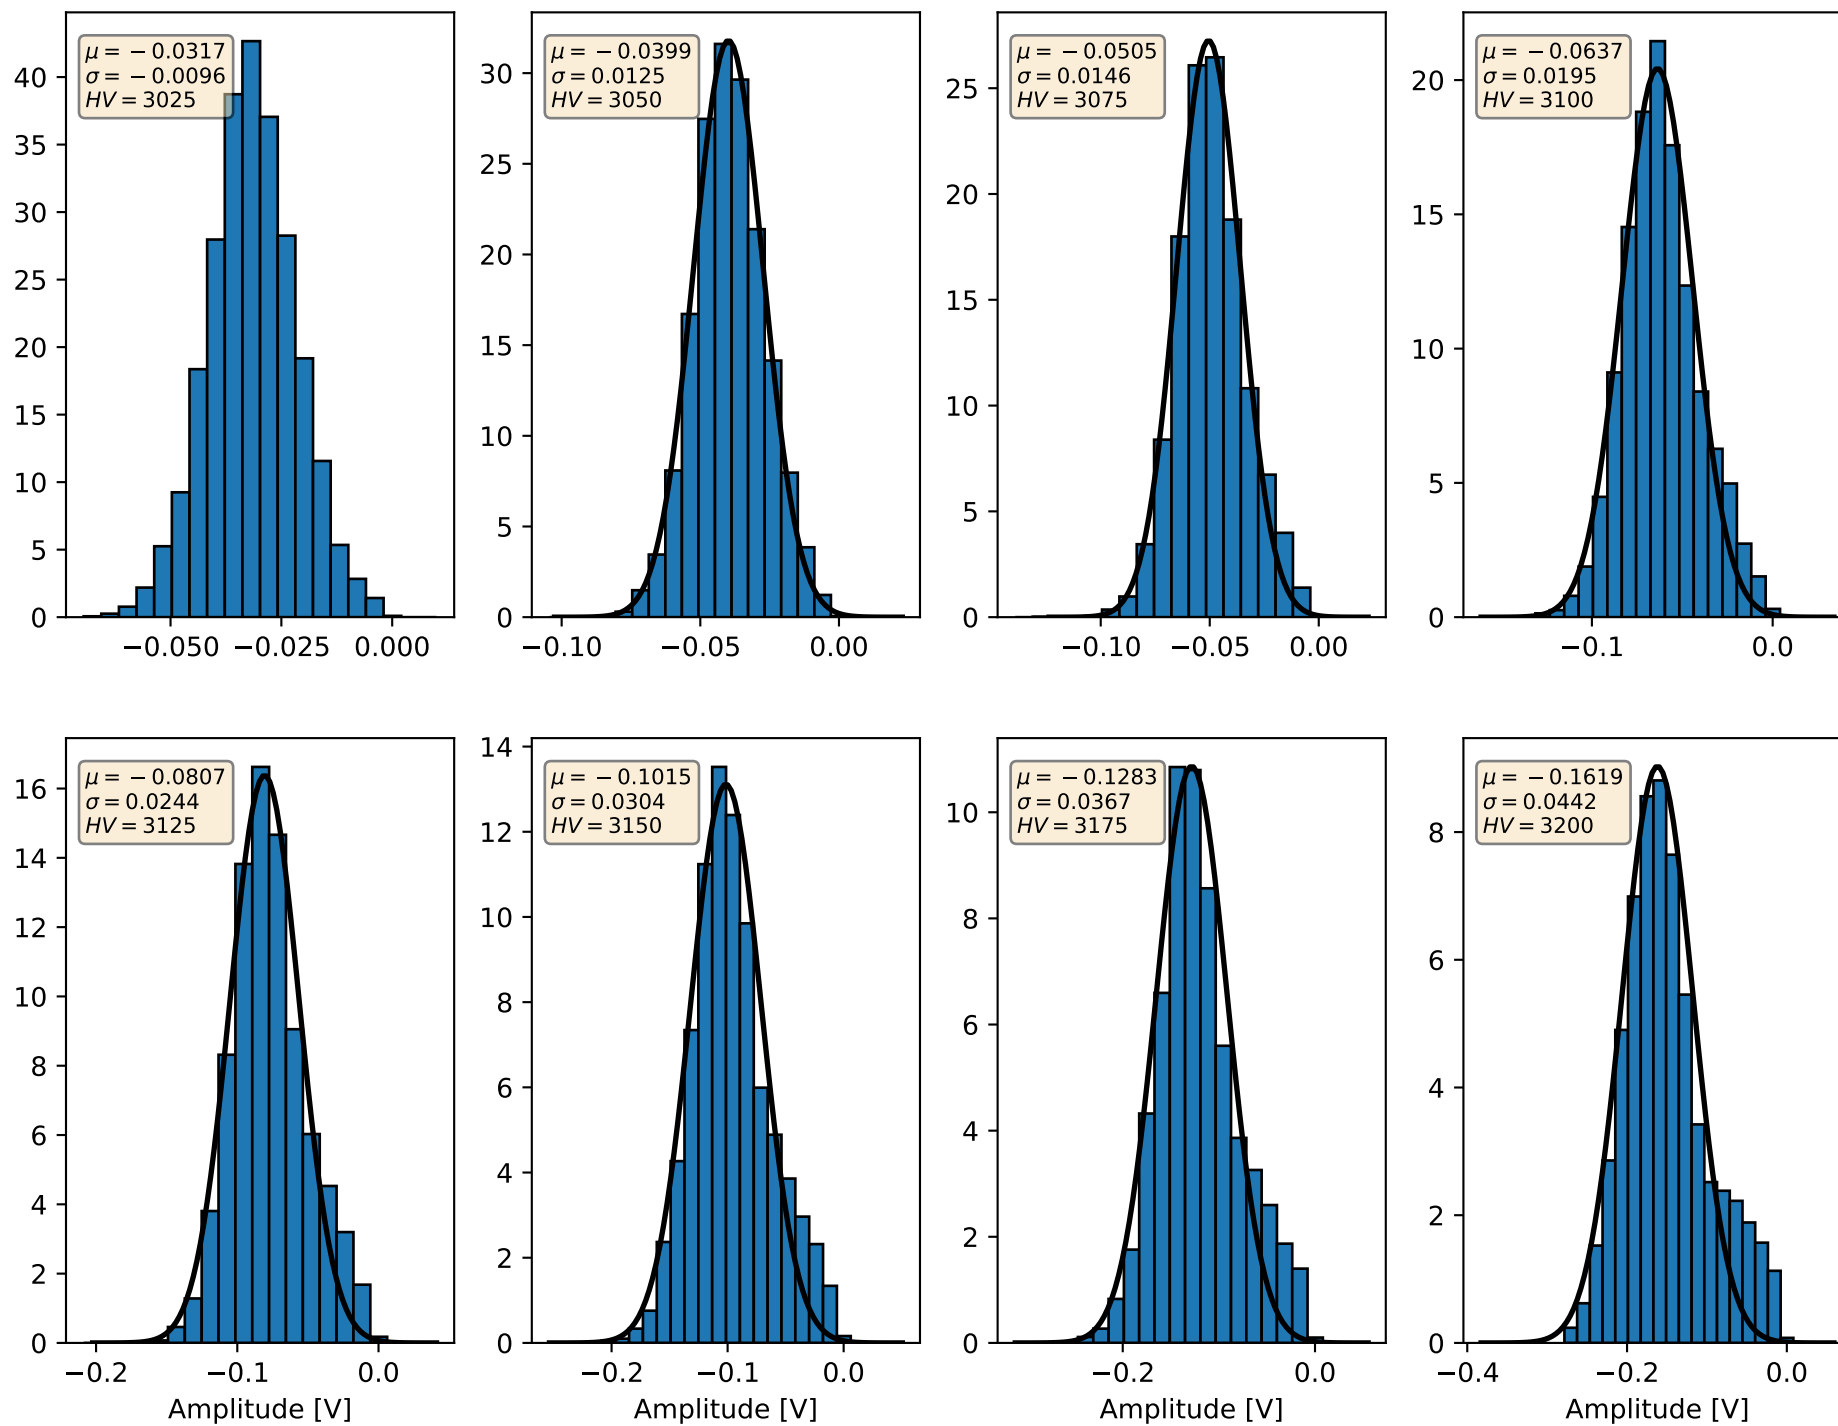 μ = −0.0317
σ = −0.0096
HV = 3025
40
35
30
25
20
15
10
5
0
−0.050 −0.025 0.000
μ = −0.0399
σ = 0.0125
HV = 3050
30
25
20
15
10
5
0
−0.10 −0.05 0.00
μ = −0.0505
σ = 0.0146
HV = 3075
25
20
15
10
5
0
−0.10 −0.05 0.00
μ = −0.0637
σ = 0.0195
HV = 3100
20
15
10
5
0
−0.1 0.0
μ = −0.0807
σ = 0.0244
HV = 3125
16
14
12
10
8
6
4
2
0
−0.2 −0.1 0.0
Amplitude [V]
μ = −0.1015
σ = 0.0304
HV = 3150
14
12
10
8
6
4
2
0
−0.2 −0.1 0.0
Amplitude [V]
μ = −0.1283
σ = 0.0367
HV = 3175
10
8
6
4
2
0
−0.2 0.0
Amplitude [V]
μ = −0.1619
σ = 0.0442
HV = 3200
8
6
4
2
0
−0.4 −0.2 0.0
Amplitude [V]